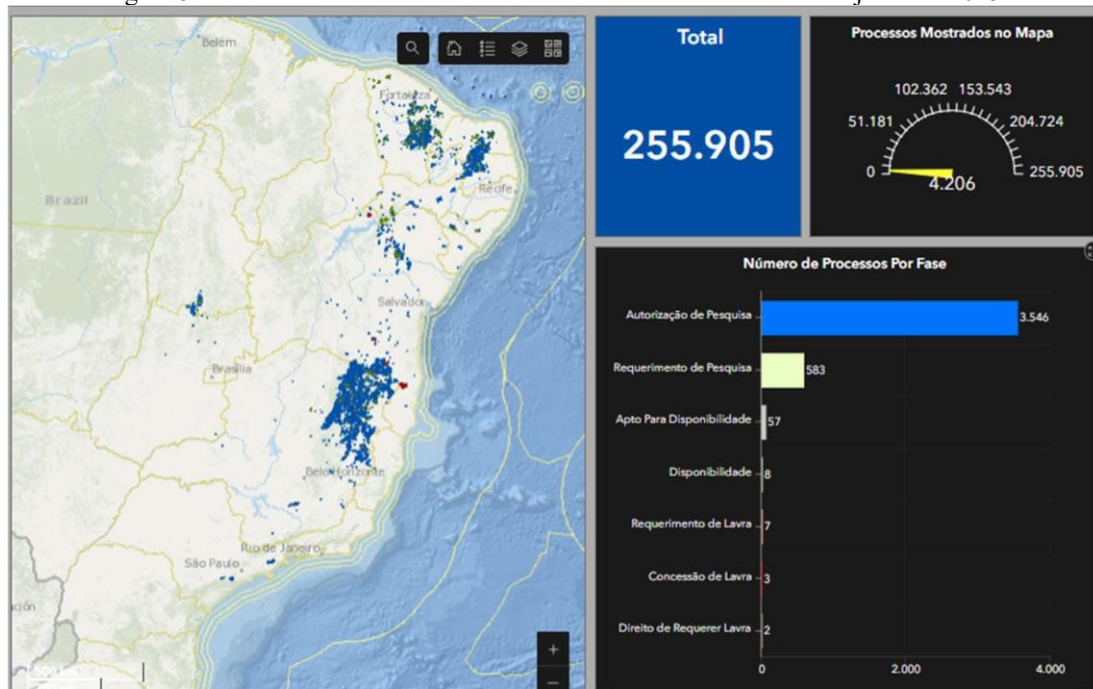 Belém
Fortaleza
Recife
Brazil
Salvador
Brasília
Belo Horizonte
Rio de Janeiro
São Paulo
ción
Total
255.905
Processos Mostrados no Mapa
102.362 153.543
51.181 204.724
0 255.905
4.206
Número de Processos Por Fase
Autorização de Pesquisa 3.546
Requerimento de Pesquisa 583
Apto Para Disponibilidade 57
Disponibilidade 8
Requerimento de Lavra 7
Concessão de Lavra 3
Direito de Requerer Lavra 2
0 2.000 4.000